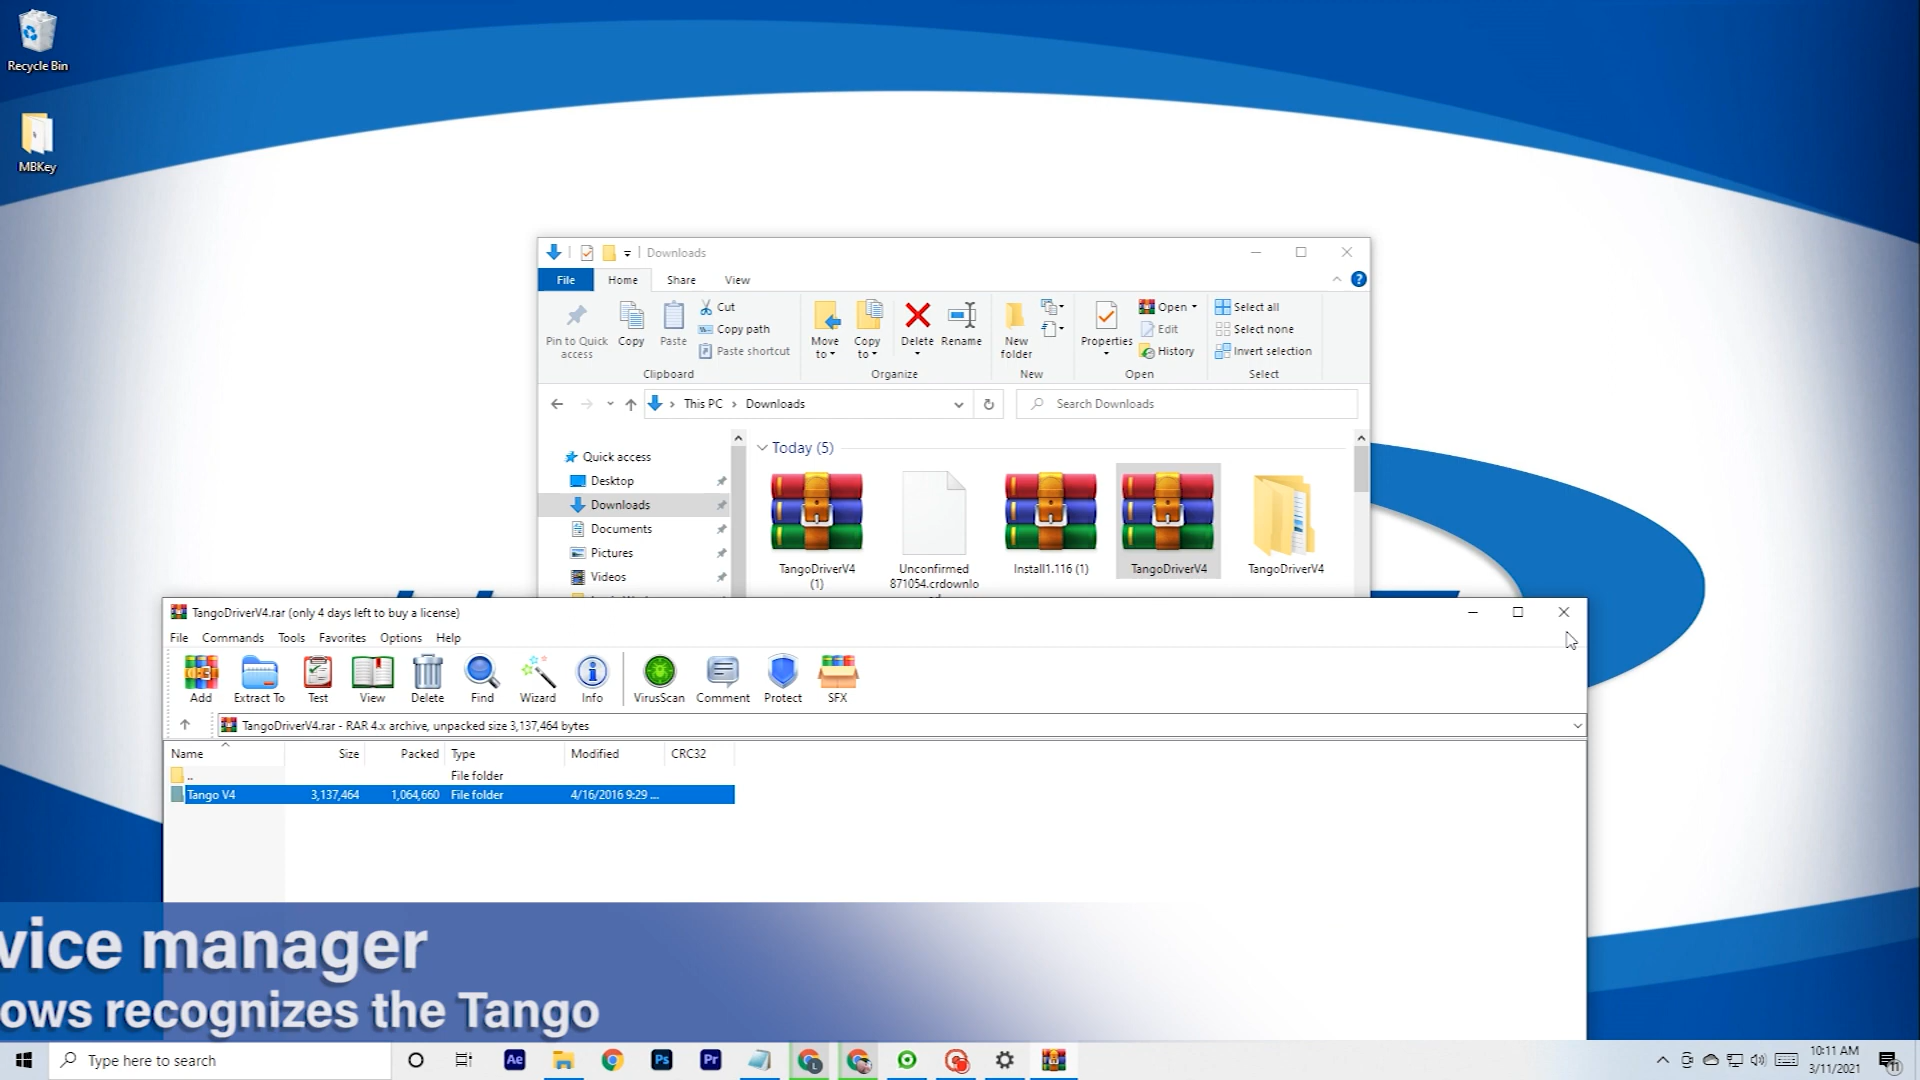 Recycle Bin
MBKey
Downloads
File
Home
Share
View
Pin to Quick
access
Copy
Paste
Cut
Copy path
Paste shortcut
Clipboard
Move
to
Copy
to
Delete
Rename
Organize
New
folder
New
Properties
Open
Edit
History
Open
Select all
Select none
Invert selection
Select
This PC
Downloads
Search Downloads
Quick access
Desktop
Downloads
Documents
Pictures
Videos
Today (5)
TangoDriverV4
(1)
Unconfirmed
871054.crdownlo
Install1.116 (1)
TangoDriverV4
TangoDriverV4
TangoDriverV4.rar (only 4 days left to buy a license)
File Commands Tools Favorites Options Help
Add
Extract To
Test
View
Delete
Find
Wizard
Info
VirusScan
Comment
Protect
SFX
TangoDriverV4.rar - RAR 4.x archive, unpacked size 3,137,464 bytes
Name Size Packed Type Modified CRC32
.. File folder
Tango V4 3,137,464 1,064,660 File folder 4/16/2016 9:29 ...
vice manager
ows recognizes the Tango
Type here to search
Ae
Ps
Pr
L
10:11 AM
3/11/2021
11